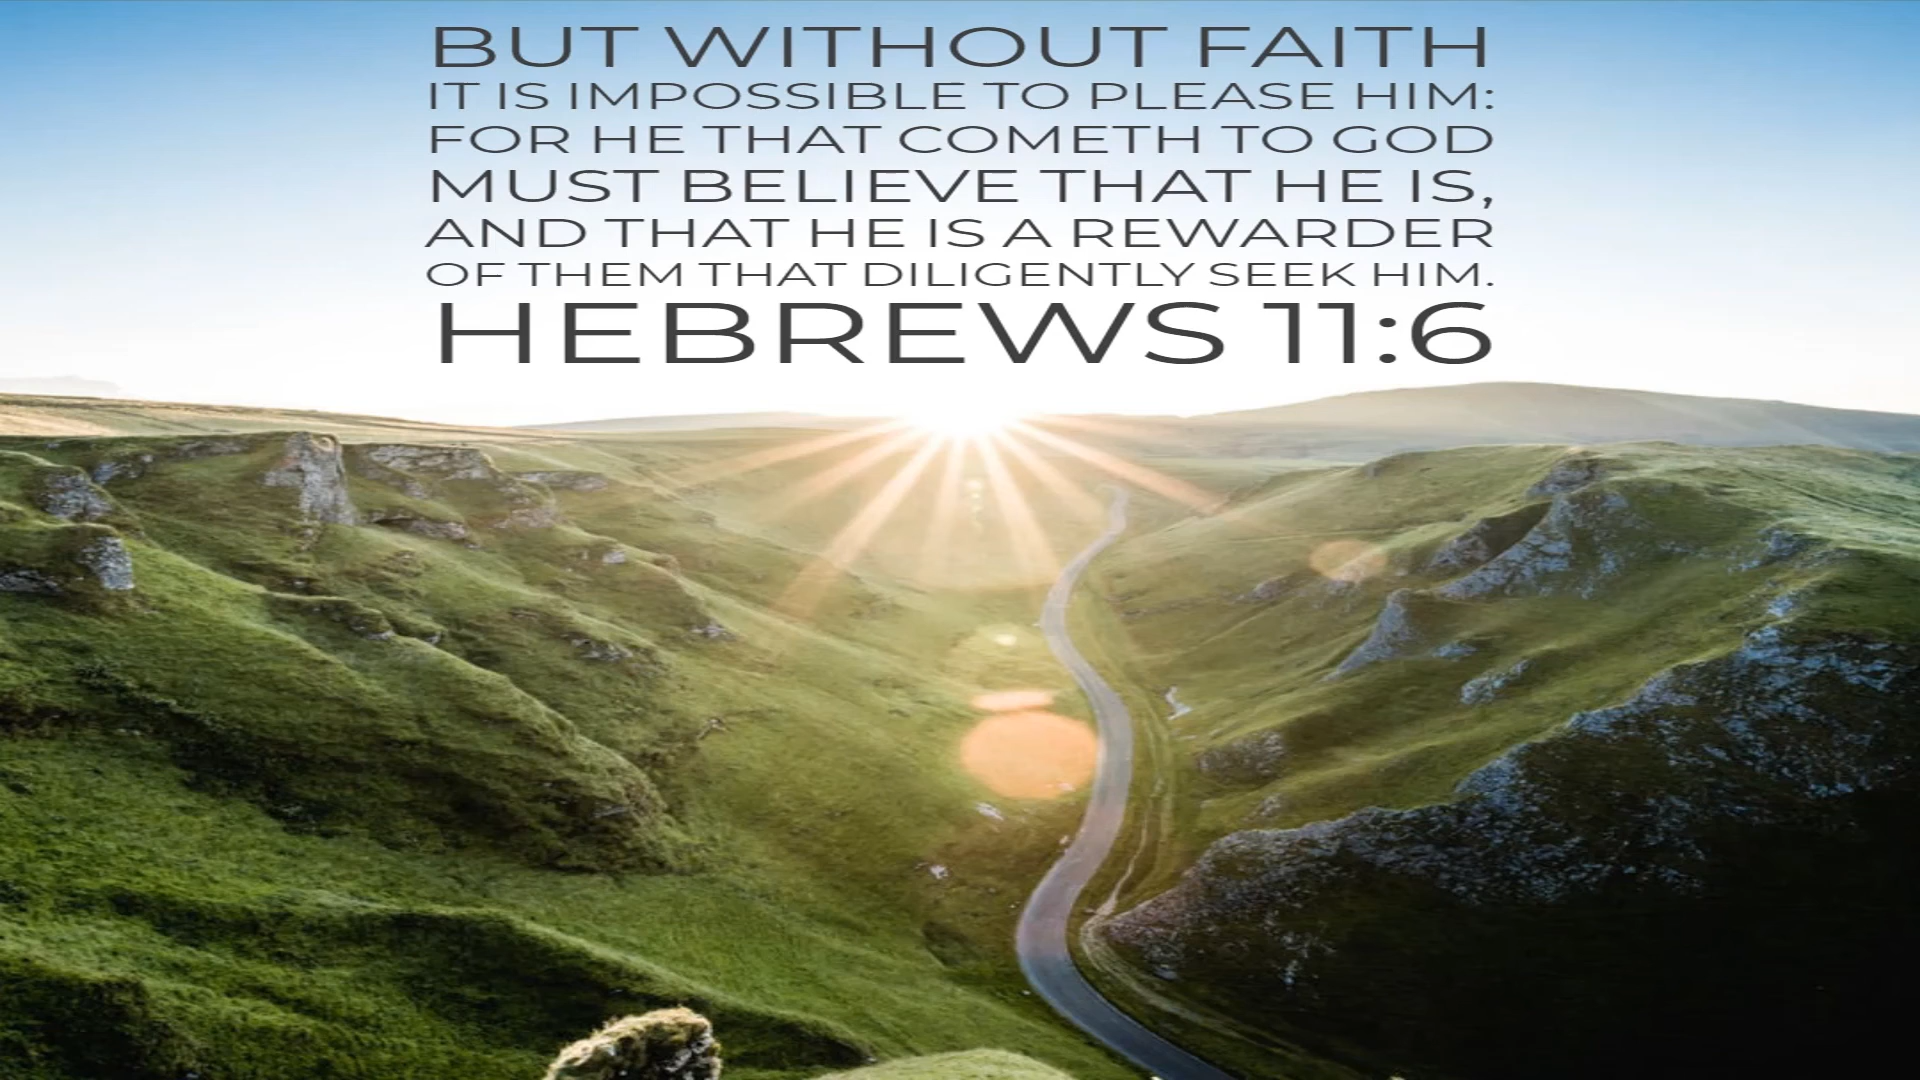 BUT WITHOUT FAITH
IT IS IMPOSSIBLE TO PLEASE HIM:
FOR HE THAT COMETH TO GOD
MUST BELIEVE THAT HE IS,
AND THAT HE IS A REWARDER
OF THEM THAT DILIGENTLY SEEK HIM.
HEBREWS 11:6